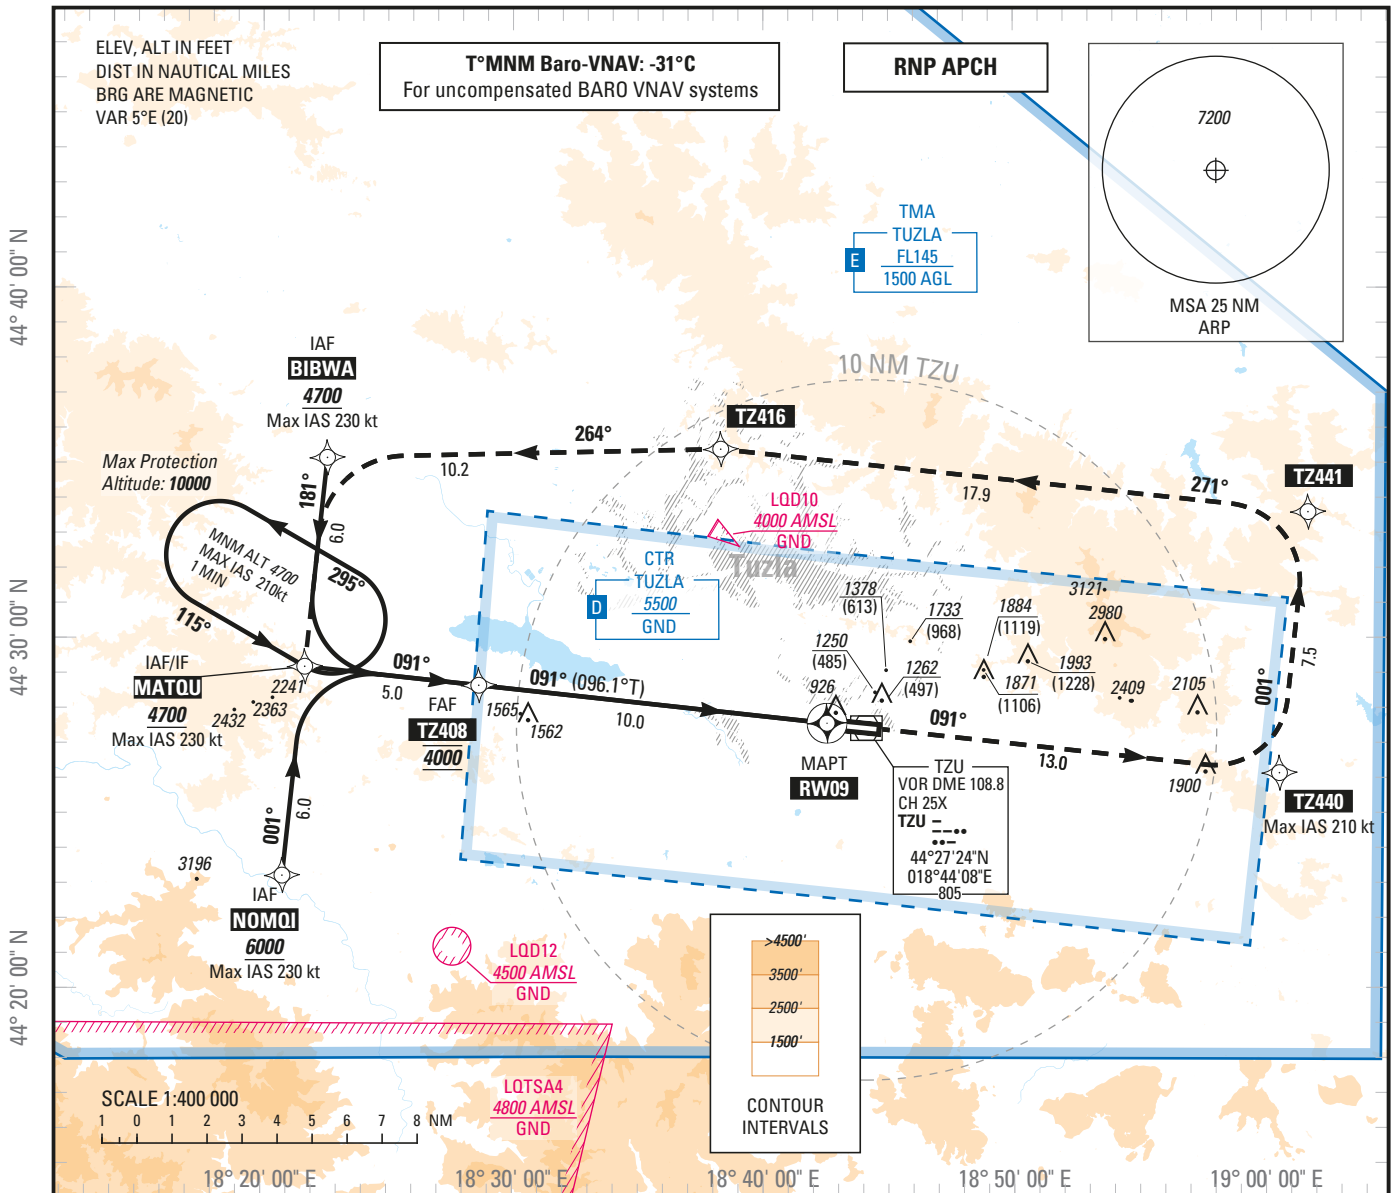 ELEV, ALT IN FEET
DIST IN NAUTICAL MILES
BRG ARE MAGNETIC
VAR 5°E (20)
T°MNM Baro-VNAV: -31°C
For uncompensated BARO VNAV systems
RNP APCH
7200
MSA 25 NM
ARP
TMA
TUZLA
E
FL145
1500 AGL
44° 40' 00" N
44° 30' 00" N
44° 20' 00" N
IAF
BIBWA
4700
Max IAS 230 kt
10 NM TZU
TZ416
264°
10.2
17.9
271°
TZ441
Max Protection
Altitude: 10000
181°
6.0
MNM ALT 4700
MAX IAS 210kt
1 MIN
295°
115°
LQD10
4000 AMSL
GND
Tuzla
CTR
TUZLA
D
5500
GND
1378
(613)
1733
(968)
1884
(1119)
3121
2980
1250
(485)
1262
(497)
1871
(1106)
1993
(1228)
2409
2105
926
IAF/IF
MATQU
4700
Max IAS 230 kt
2241
2363
2432
091°
5.0
FAF
TZ408
4000
1565
1562
091° (096.1°T)
10.0
MAPT
RW09
091°
13.0
1900
001°
7.5
TZ440
Max IAS 210 kt
TZU
VOR DME 108.8
CH 25X
TZU
44°27'24"N
018°44'08"E
805
001°
6.0
3196
IAF
NOMQI
6000
Max IAS 230 kt
LQD12
4500 AMSL
GND
>4500'
3500'
2500'
1500'
CONTOUR
INTERVALS
LQTSA4
4800 AMSL
GND
SCALE 1:400 000
1 0 1 2 3 4 5 6 7 8 NM
18° 20' 00" E
18° 30' 00" E
18° 40' 00" E
18° 50' 00" E
19° 00' 00" E